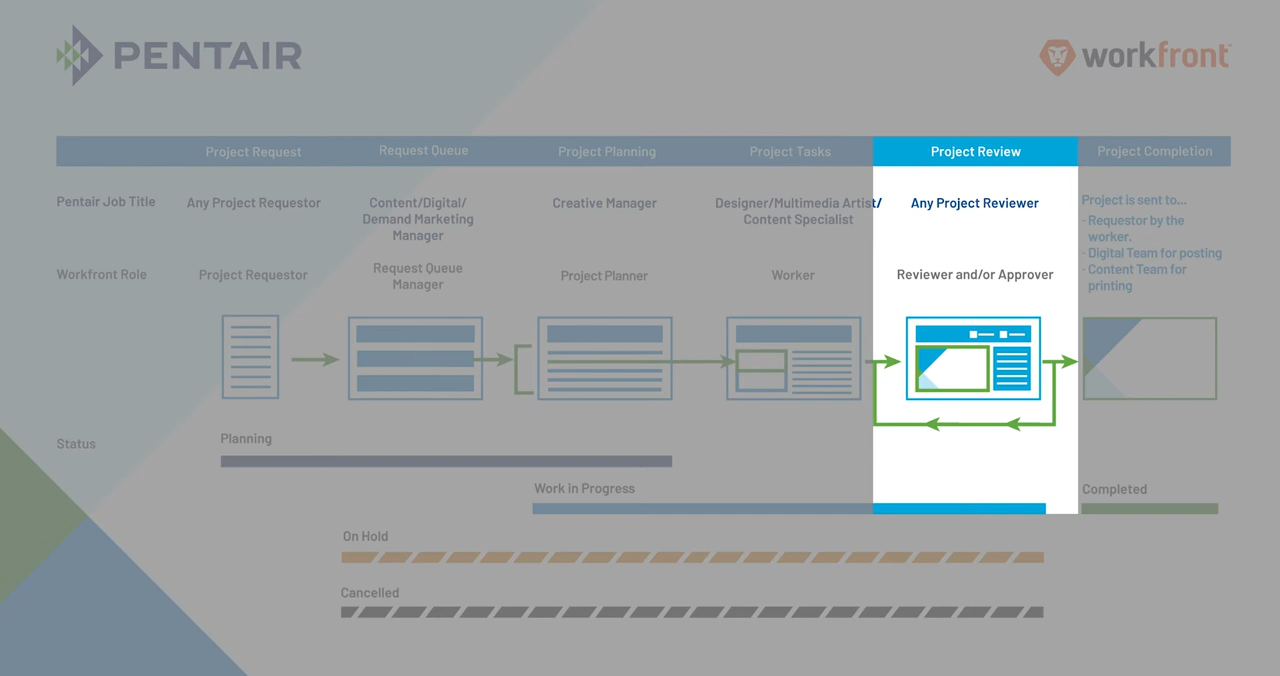 PENTAIR
workfront
Project Request
Request Queue
Project Planning
Project Tasks
Project Review
Project Completion
Pentair Job Title
Any Project Requestor
Content/Digital/
Demand Marketing
Manager
Creative Manager
Designer/Multimedia Artist/
Content Specialist
Any Project Reviewer
Project is sent to...
- Requestor by the
worker.
- Digital Team for posting
- Content Team for
printing
Workfront Role
Project Requestor
Request Queue
Manager
Project Planner
Worker
Reviewer and/or Approver
Status
Planning
Work in Progress
Completed
On Hold
Cancelled